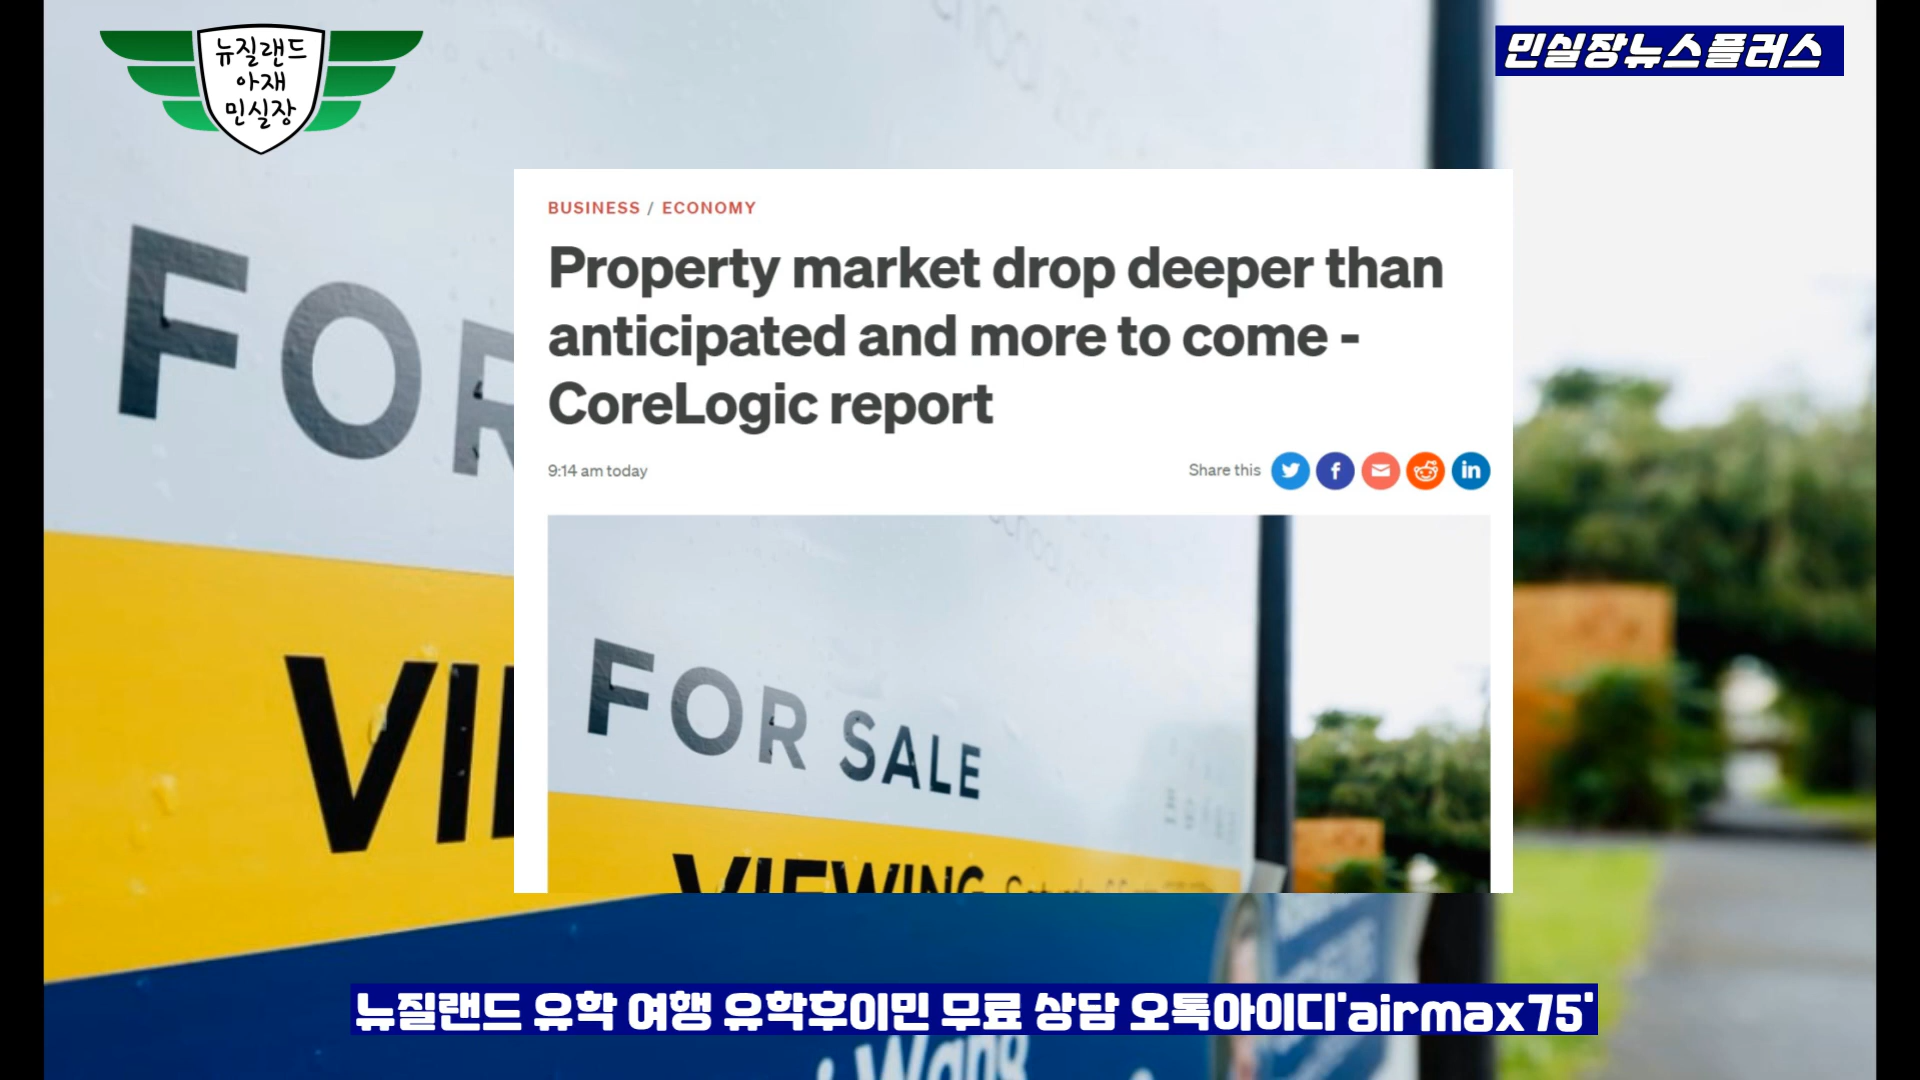 뉴질랜드
아재
민실장
민실장뉴스플러스
BUSINESS / ECONOMY
Property market drop deeper than
anticipated and more to come -
CoreLogic report
9:14 am today
Share this
FOR
VI
FOR SALE
VIEWING
뉴질랜드 유학 여행 유학후이민 무료 상담 오톡아이디'airmax75'
Wang